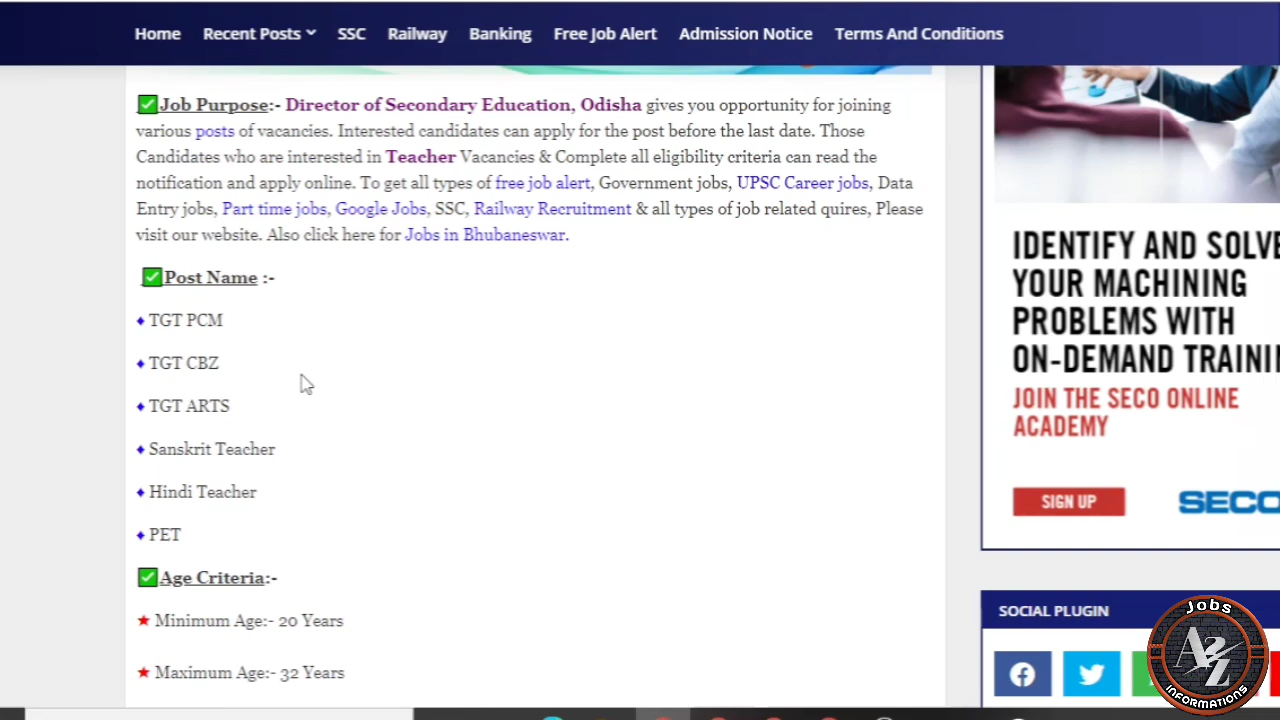 Home Recent Posts SSC Railway Banking Free Job Alert Admission Notice Terms And Conditions
Job Purpose:- Director of Secondary Education, Odisha gives you opportunity for joining
various posts of vacancies. Interested candidates can apply for the post before the last date. Those
Candidates who are interested in Teacher Vacancies & Complete all eligibility criteria can read the
notification and apply online. To get all types of free job alert, Government jobs, UPSC Career jobs, Data
Entry jobs, Part time jobs, Google Jobs, SSC, Railway Recruitment & all types of job related quires, Please
visit our website. Also click here for Jobs in Bhubaneswar.
Post Name :-
♦ TGT PCM
♦ TGT CBZ
♦ TGT ARTS
♦ Sanskrit Teacher
♦ Hindi Teacher
♦ PET
Age Criteria:-
★ Minimum Age:- 20 Years
★ Maximum Age:- 32 Years
IDENTIFY AND SOLVE
YOUR MACHINING
PROBLEMS WITH
ON-DEMAND TRAININ
JOIN THE SECO ONLINE
ACADEMY
SIGN UP
SECO
SOCIAL PLUGIN
Jobs
A2Z
INFORMATIONS